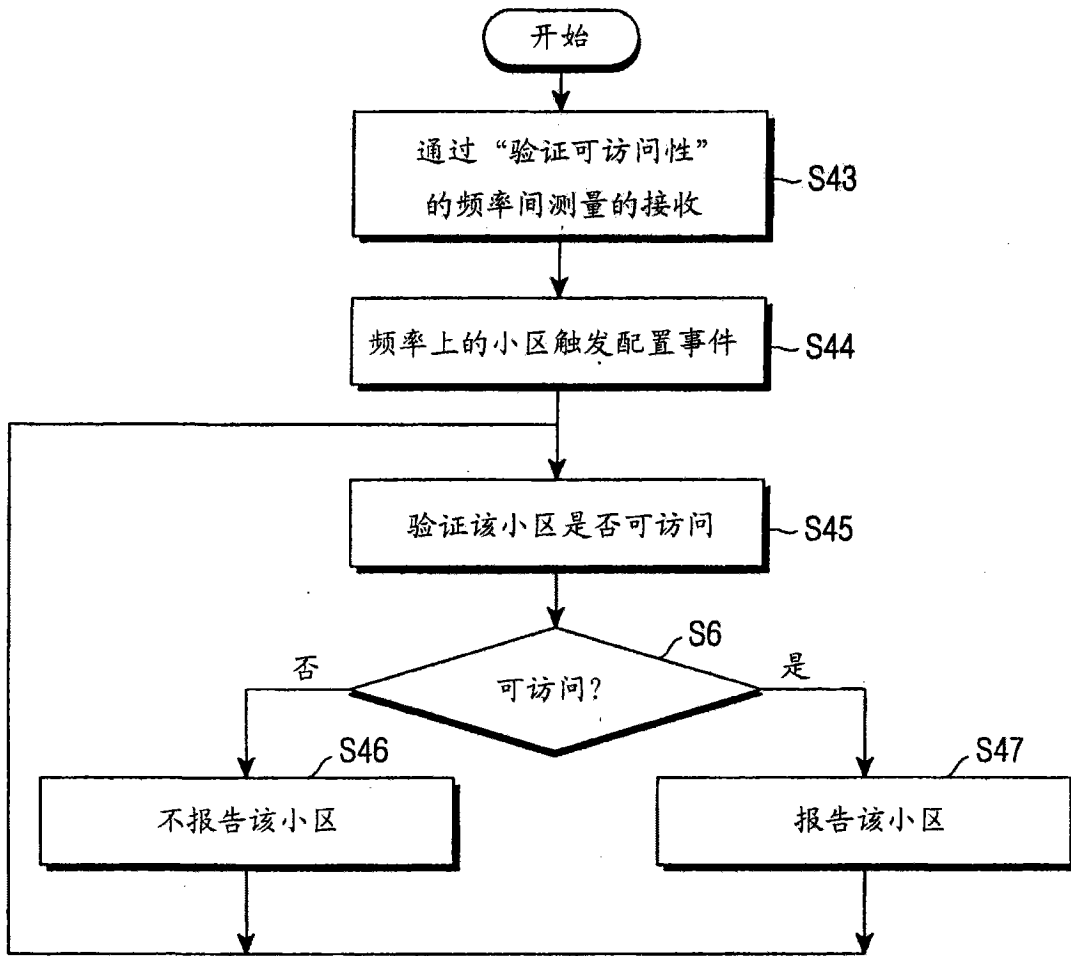 开始
通过“验证可访问性”
的频率间测量的接收
S43
频率上的小区触发配置事件
S44
验证该小区是否可访问
S45
S6
否
可访问?
是
S46
S47
不报告该小区
报告该小区